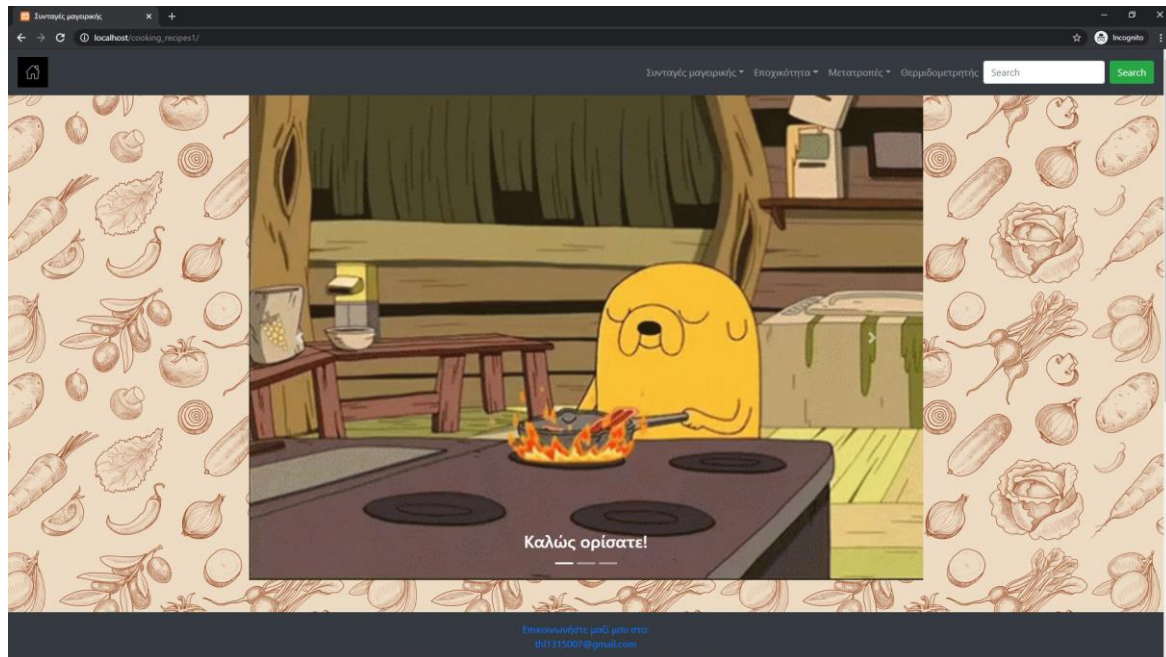 Συνταγές μαγειρικής
localhost/cooking_recipes1/
Incognito
Συνταγές μαγειρικής Εποχικότητα Μετατροπές Θερμιδομετρητής Search Search
Καλώς ορίσατε!
Επικοινωνήστε μαζί μου στο:
thl1315007@gmail.com